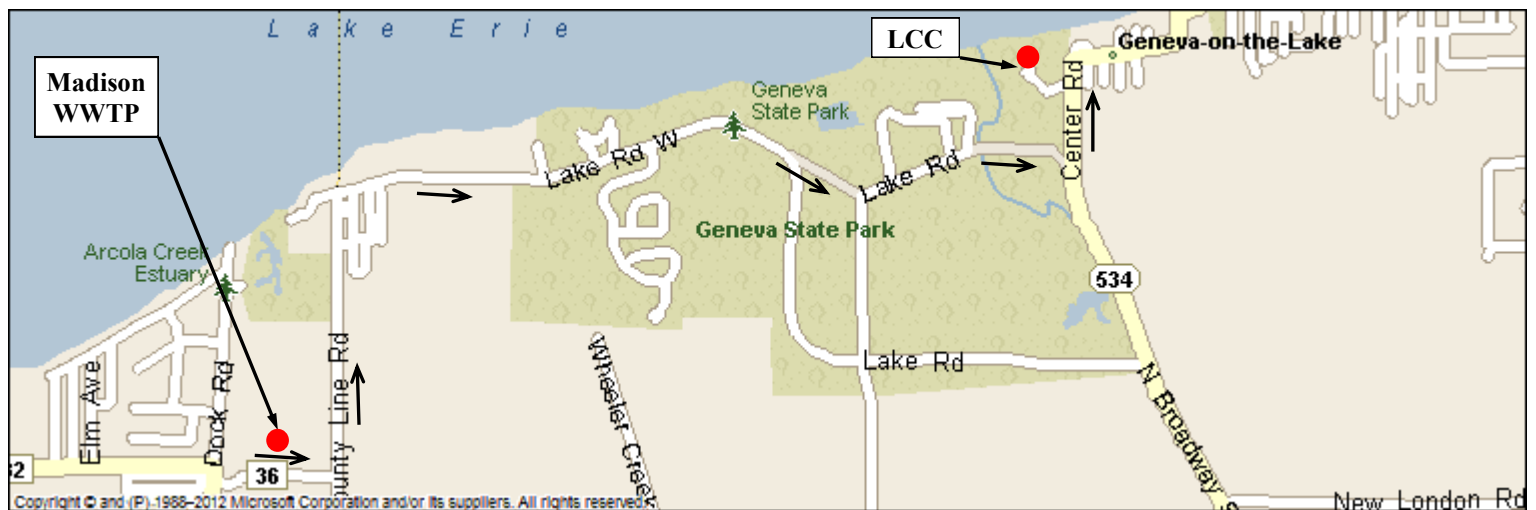 Lake Erie
LCC
Geneva-on-the-Lake
Madison
WWTP
Geneva
State Park
Center Rd
Lake Rd W
Lake Rd
Geneva State Park
Arcola Creek
Estuary
534
County Line Rd
Wheeler Creek
Lake Rd
Elm Ave
Dock Rd
N Broadway S
36
New London Rd
Copyright © and (P) 1988–2012 Microsoft Corporation and/or its suppliers. All rights reserved.